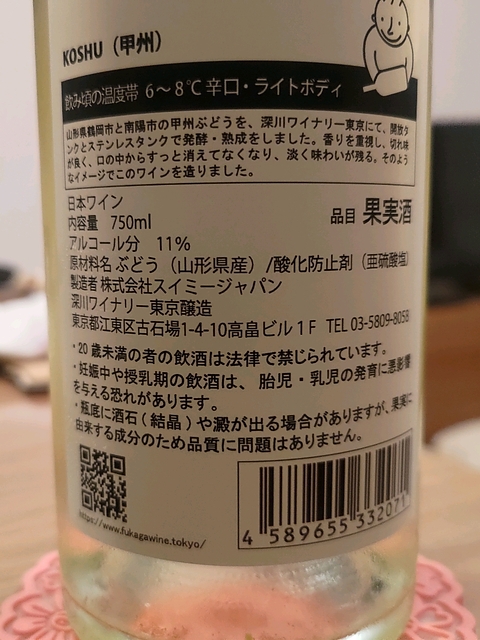 KOSHU（甲州）
飲み頃の温度帯 6～8℃ 辛口・ライトボディ
山形県鶴岡市と南陽市の甲州ぶどうを、深川ワイナリー東京にて、開放タ
ンクとステンレスタンクで発酵・熟成をしました。香りを重視し、切れ味
が良く、口の中からすっと消えてなくなり、淡く味わいが残る。そのよう
なイメージでこのワインを造りました。
日本ワイン
内容量 750ml
品目 果実酒
アルコール分 11%
原材料名 ぶどう（山形県産）/酸化防止剤（亜硫酸塩）
製造者 株式会社スイミージャパン
深川ワイナリー東京醸造
東京都江東区古石場1-4-10高畠ビル1F TEL 03-5809-8058
・20歳未満の者の飲酒は法律で禁じられています。
・妊娠中や授乳期の飲酒は、胎児・乳児の発育に悪影響
を与える恐れがあります。
・瓶底に酒石(結晶)や澱が出る場合がありますが、果実に
由来する成分のため品質に問題はありません。
https://www.fukagawine.tokyo/
4 589655 332071